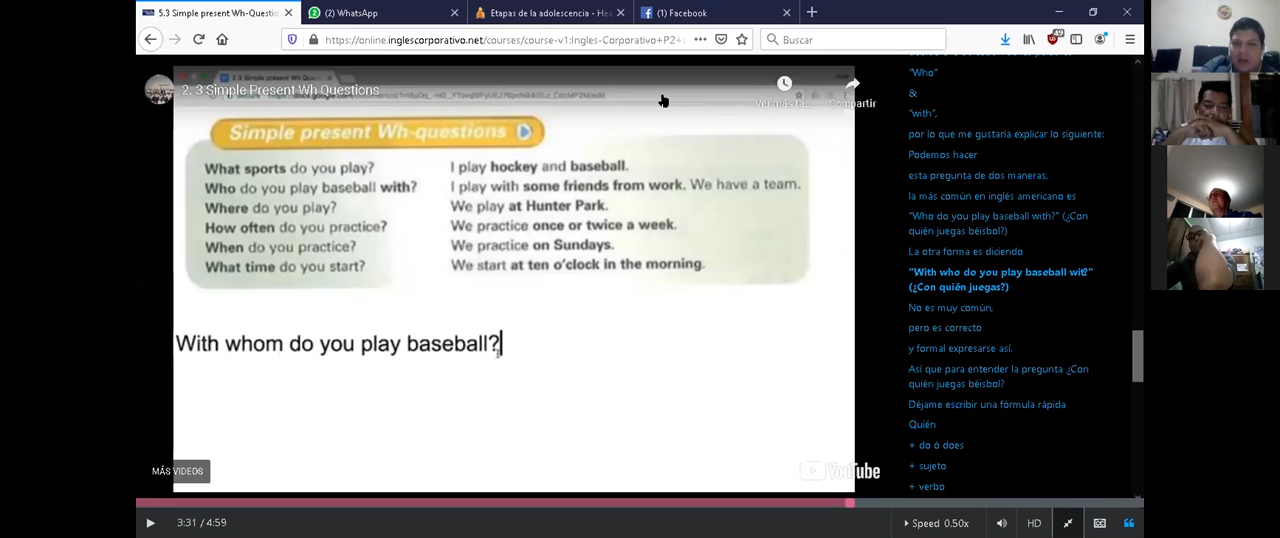 5.3 Simple present Wh-Questio
(2) WhatsApp
Etapas de la adolescencia - He
(1) Facebook
https://online.inglescorporativo.net/courses/course-v1:Ingles-Corporativo+P2+
Buscar
49
2. 3 Simple Present Wh Questions
Ver más ta...
Compartir
Simple present Wh-questions
What sports do you play? I play hockey and baseball.
Who do you play baseball with? I play with some friends from work. We have a team.
Where do you play? We play at Hunter Park.
How often do you practice? We practice once or twice a week.
When do you practice? We practice on Sundays.
What time do you start? We start at ten o'clock in the morning.
With whom do you play baseball?
MÁS VIDEOS
YouTube
3:31 / 4:59
Speed 0.50x
HD
"Who"
&
"with",
por lo que me gustaría explicar lo siguiente:
Podemos hacer
esta pregunta de dos maneras,
la más común en inglés americano es
"Who do you play baseball with?" (¿Con
quién juegas béisbol?)
La otra forma es diciendo
"With who do you play baseball wit?"
(¿Con quién juegas?)
No es muy común,
pero es correcto
y formal expresarse así.
Así que para entender la pregunta ¿Con
quién juegas béisbol?
Déjame escribir una fórmula rápida
Quién
+ do ó does
+ sujeto
+ verbo